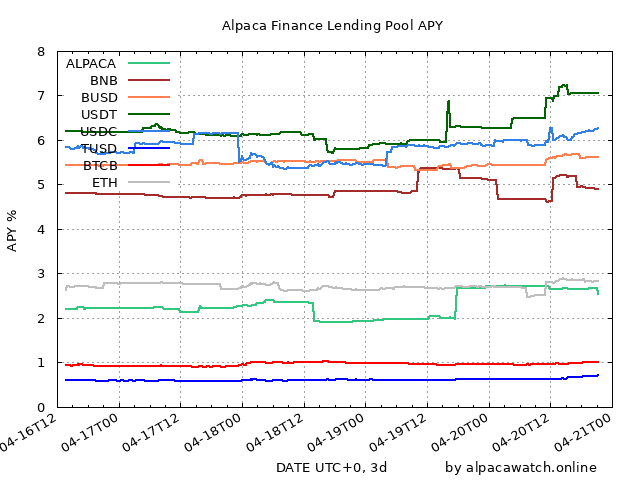 Alpaca Finance Lending Pool APY
APY %
8
7
6
5
4
3
2
1
0
ALPACA
BNB
BUSD
USDT
USDC
TUSD
BTCB
ETH
04-16T12
04-17T00
04-17T12
04-18T00
04-18T12
04-19T00
04-19T12
04-20T00
04-20T12
04-21T00
DATE UTC+0, 3d
by alpacawatch.online